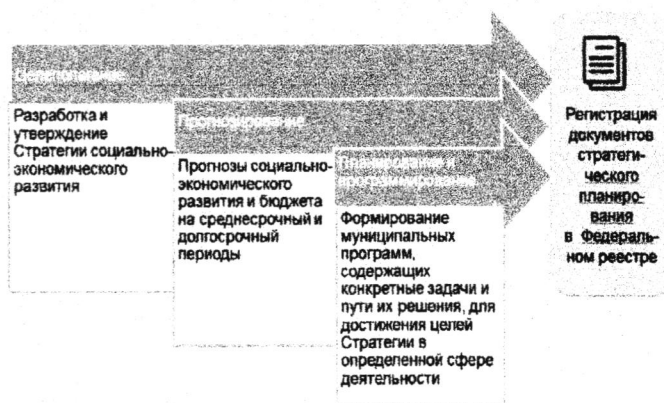 Целеполагание
Разработка и
утверждение
Стратегии социально-
экономического
развития
Прогнозирование
Прогнозы социально-
экономического
развития и бюджета
на среднесрочный и
долгосрочный
периоды
Планирование и
программирование
Формирование
муниципальных
программ,
содержащих
конкретные задачи и
пути их решения, для
достижения целей
Стратегии в
определенной сфере
деятельности
Регистрация
документов
стратеги-
ческого
планиро-
вания
в Федераль-
ном реестре